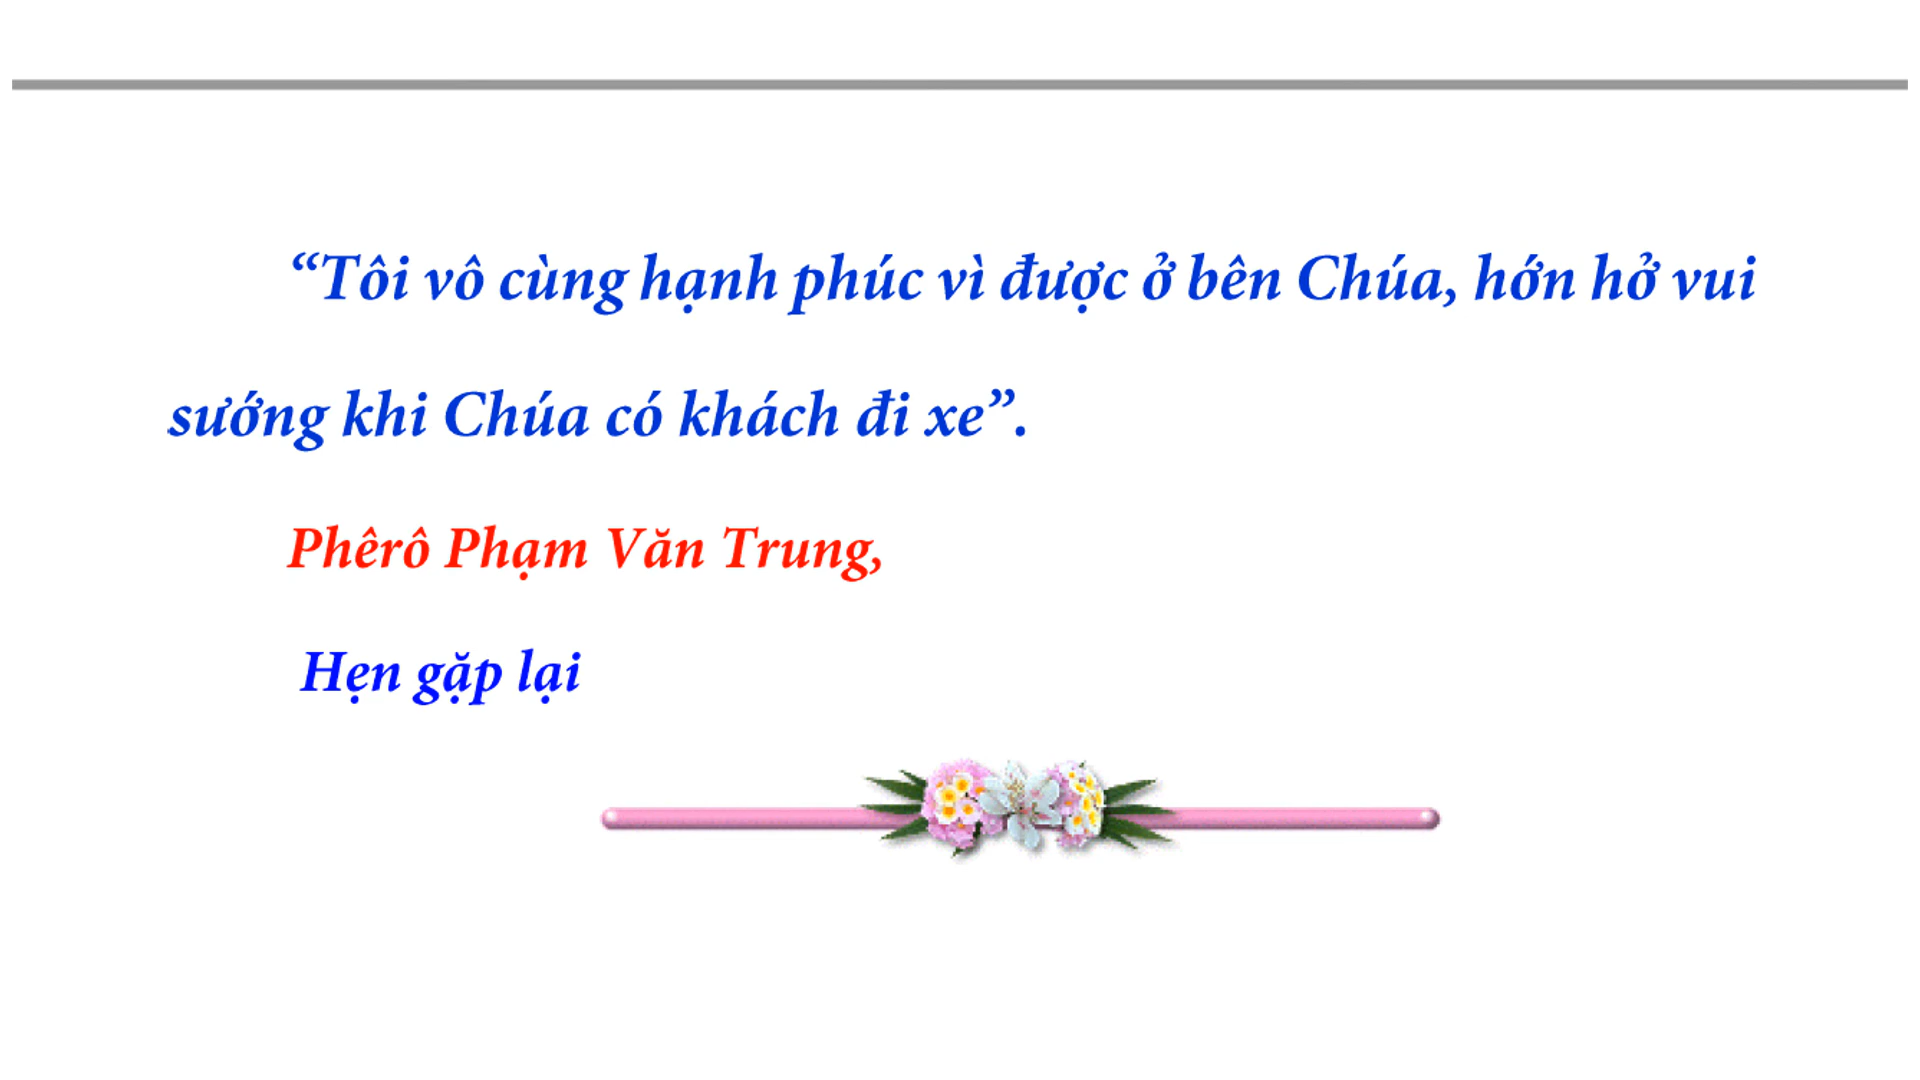 “Tôi vô cùng hạnh phúc vì được ở bên Chúa, hớn hở vui
sướng khi Chúa có khách đi xe”.
Phêrô Phạm Văn Trung,
Hẹn gặp lại